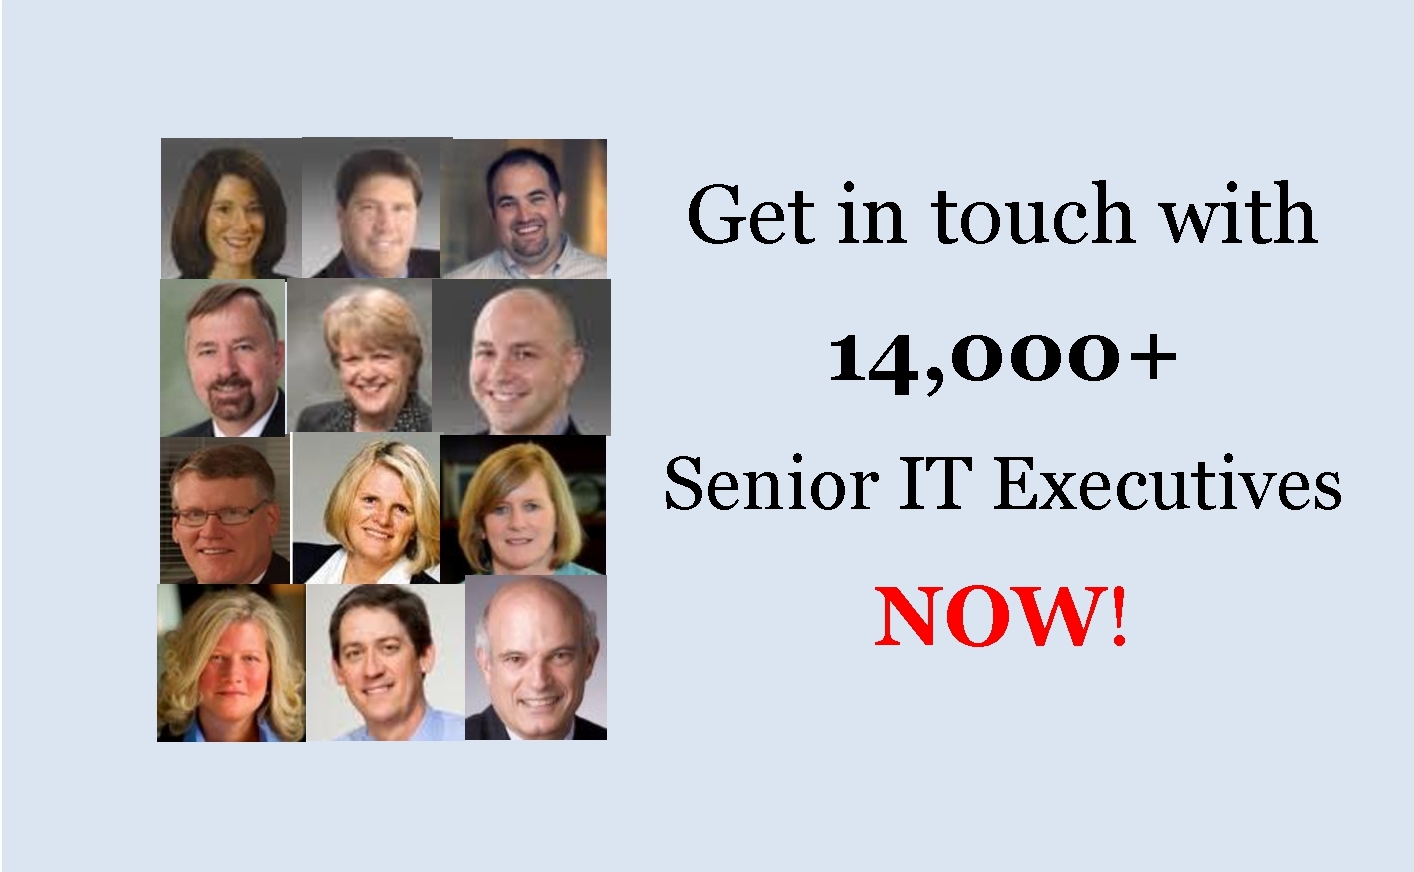 Get in touch with
14,000+
Senior IT Executives
NOW!